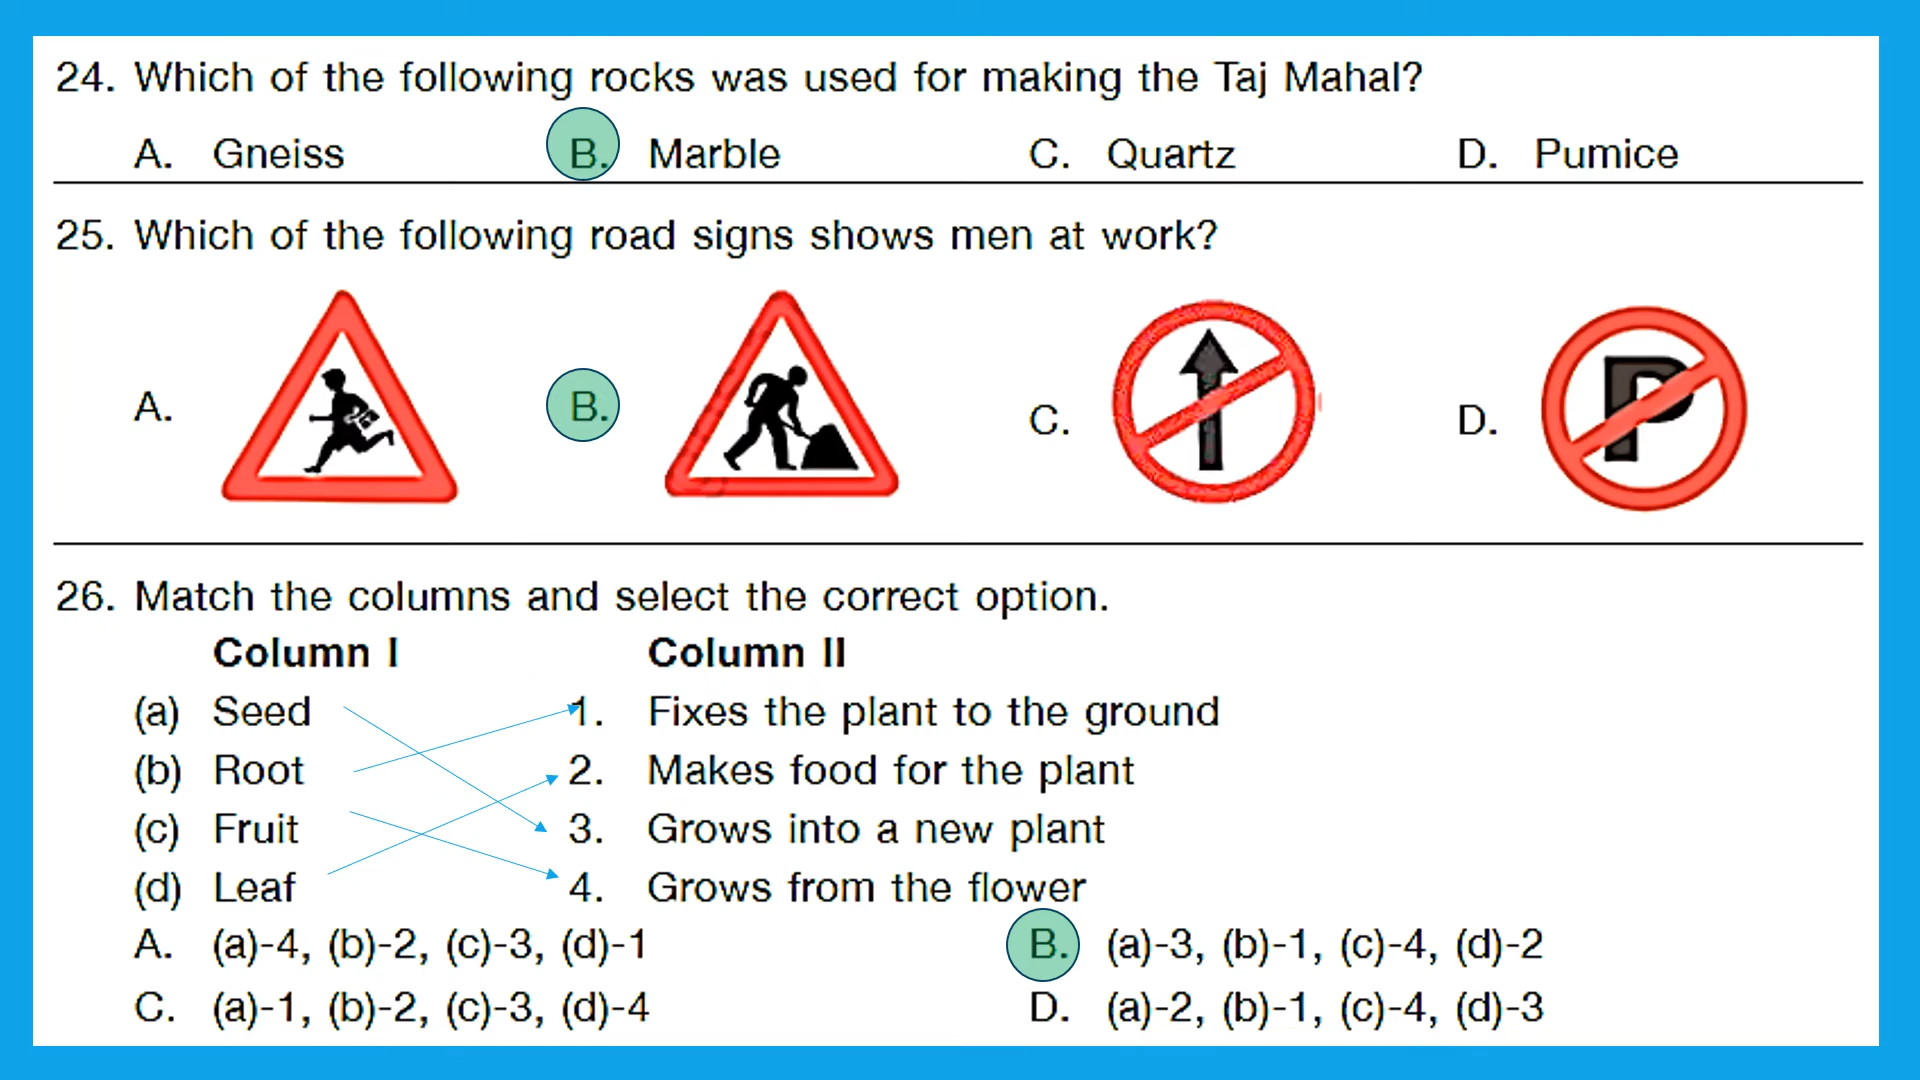 24. Which of the following rocks was used for making the Taj Mahal?
A. Gneiss B. Marble C. Quartz D. Pumice
25. Which of the following road signs shows men at work?
A. B. C. D. P
26. Match the columns and select the correct option.
Column I Column II
(a) Seed 1. Fixes the plant to the ground
(b) Root 2. Makes food for the plant
(c) Fruit 3. Grows into a new plant
(d) Leaf 4. Grows from the flower
A. (a)-4, (b)-2, (c)-3, (d)-1 B. (a)-3, (b)-1, (c)-4, (d)-2
C. (a)-1, (b)-2, (c)-3, (d)-4 D. (a)-2, (b)-1, (c)-4, (d)-3